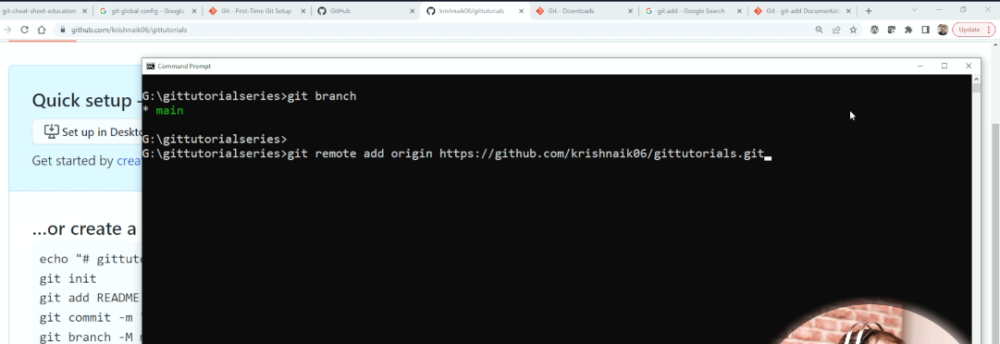 git-cheat-sheet-education
git global config - Google
Git - First-Time Git Setup
GitHub
krishnaik06/gittutorials
Git - Downloads
git add - Google Search
Git - git-add Documentati
github.com/krishnaik06/gittutorials
Update
Quick setup -
Set up in Deskto
Get started by crea
...or create a
echo "# gittuto
git init
git add README
git commit -m
git branch -M
Command Prompt
G:\gittutorialseries>git branch
* main
G:\gittutorialseries>
G:\gittutorialseries>git remote add origin https://github.com/krishnaik06/gittutorials.git